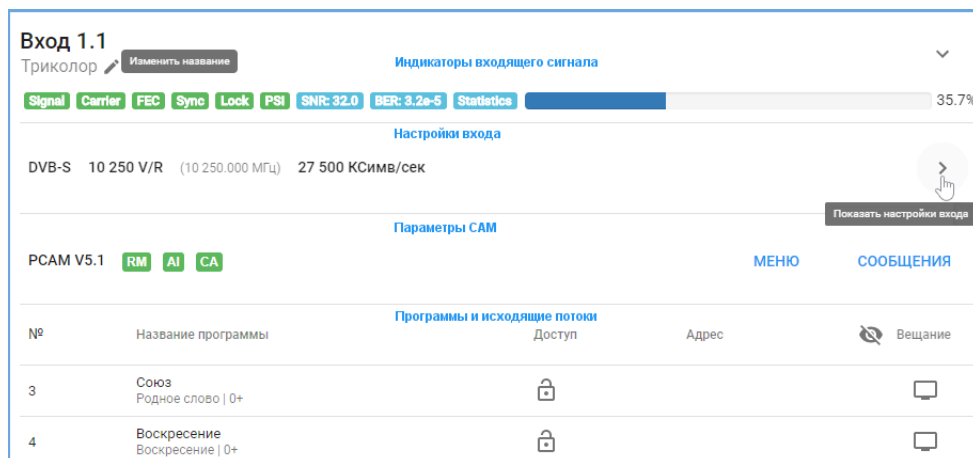 Вход 1.1
Триколор Изменить название
Индикаторы входящего сигнала
Signal Carrier FEC Sync Lock PSI SNR: 32.0 BER: 3.2e-5 Statistics 35.7%
Настройки входа
DVB-S 10 250 V/R (10 250.000 МГц) 27 500 КСимв/сек
Показать настройки входа
Параметры CAM
PCAM V5.1 RM AI CA МЕНЮ СООБЩЕНИЯ
Программы и исходящие потоки
№ Название программы Доступ Адрес Вещание
3 Союз
Родное слово | 0+
4 Воскресение
Воскресение | 0+